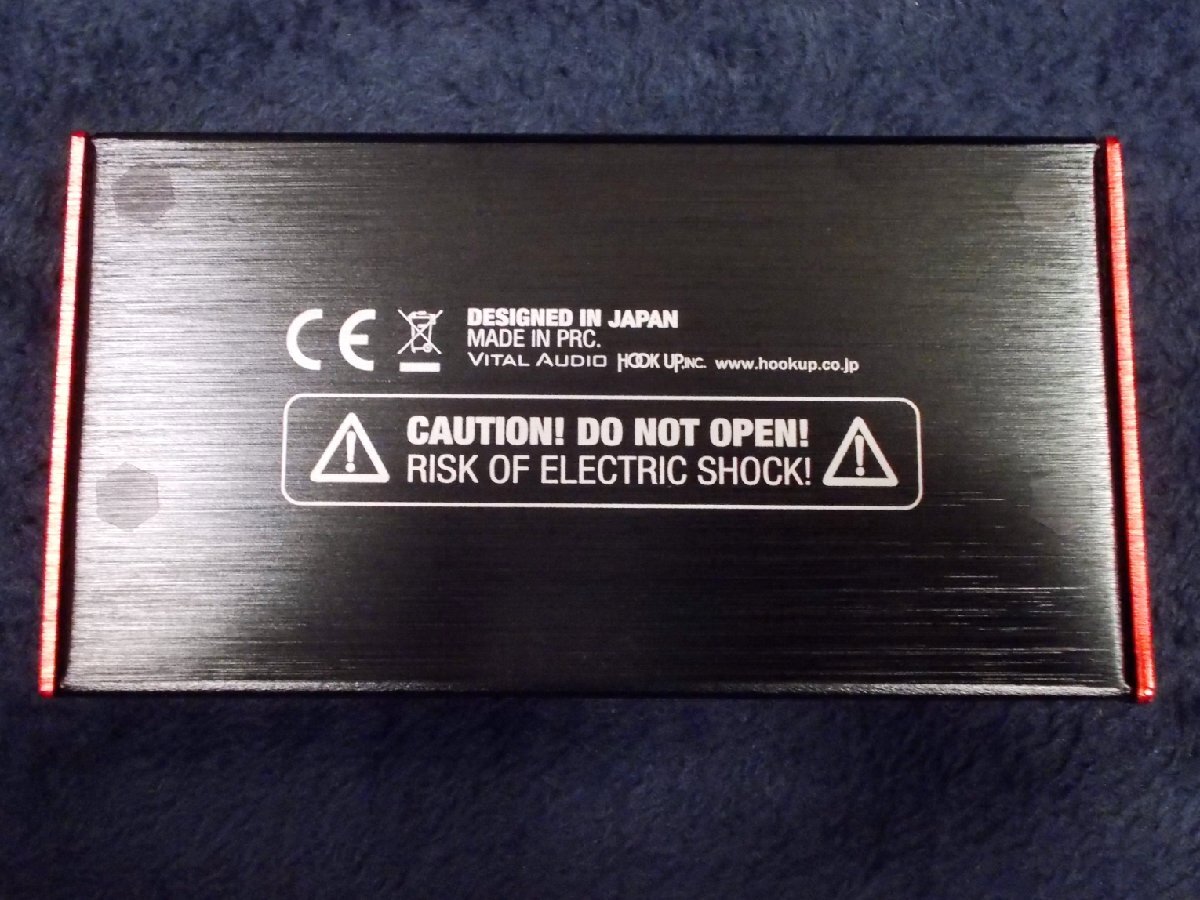 CE
DESIGNED IN JAPAN
MADE IN PRC.
VITAL AUDIO HOOK UP,INC. www.hookup.co.jp
CAUTION! DO NOT OPEN!
RISK OF ELECTRIC SHOCK!